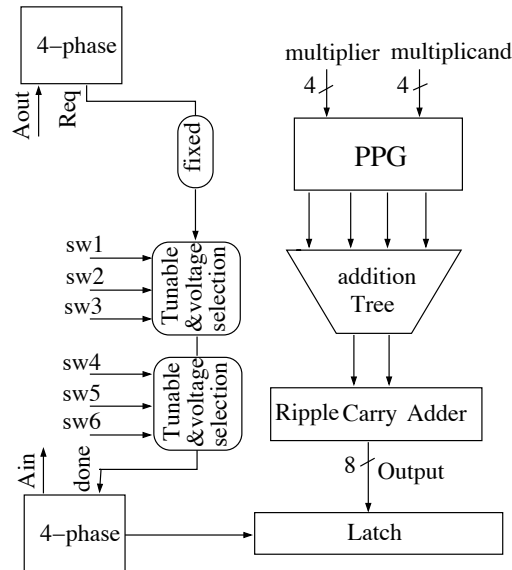 4-phase
Aout
Req
fixed
sw1
sw2
sw3
Tunable
&voltage
selection
sw4
sw5
sw6
Tunable
&voltage
selection
Ain
done
4-phase
multiplier multiplicand
4 4
PPG
addition
Tree
Ripple Carry Adder
8 Output
Latch